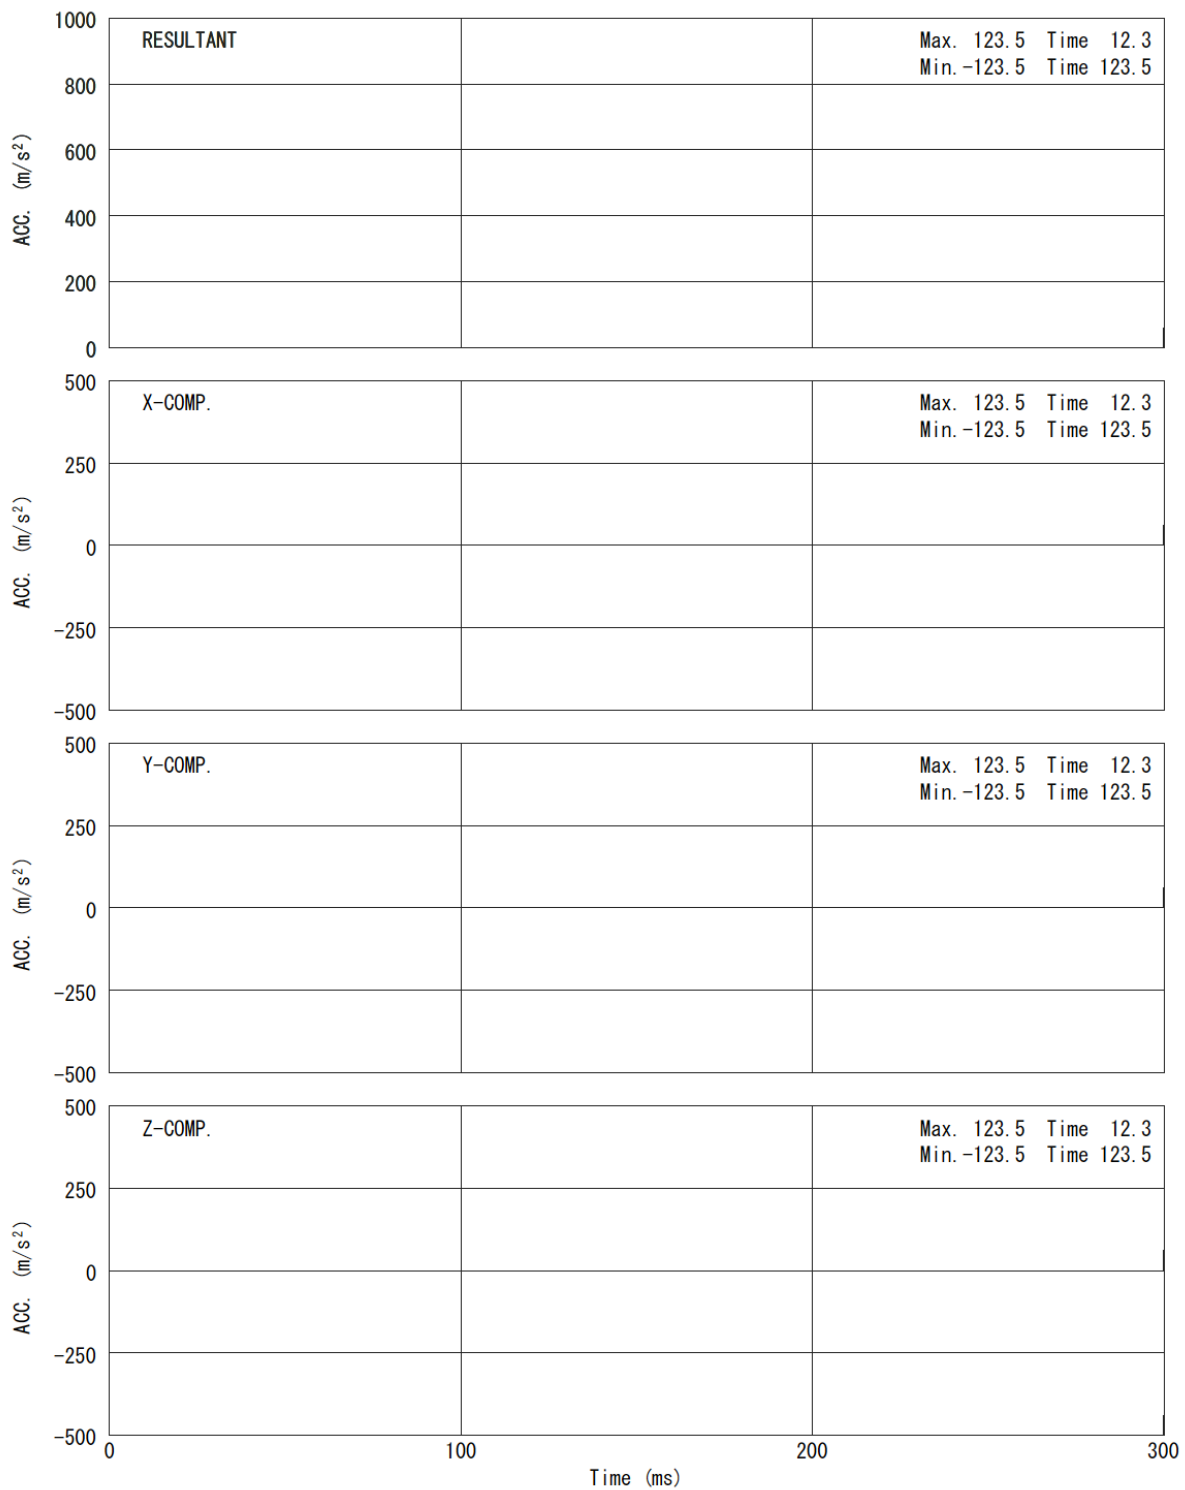 1000
RESULTANT
Max. 123.5 Time 12.3
Min.-123.5 Time 123.5
800
600
400
200
0
ACC. (m/s²)
500
X-COMP.
Max. 123.5 Time 12.3
Min.-123.5 Time 123.5
250
0
-250
-500
ACC. (m/s²)
500
Y-COMP.
Max. 123.5 Time 12.3
Min.-123.5 Time 123.5
250
0
-250
-500
ACC. (m/s²)
500
Z-COMP.
Max. 123.5 Time 12.3
Min.-123.5 Time 123.5
250
0
-250
-500
ACC. (m/s²)
0 100 200 300
Time (ms)